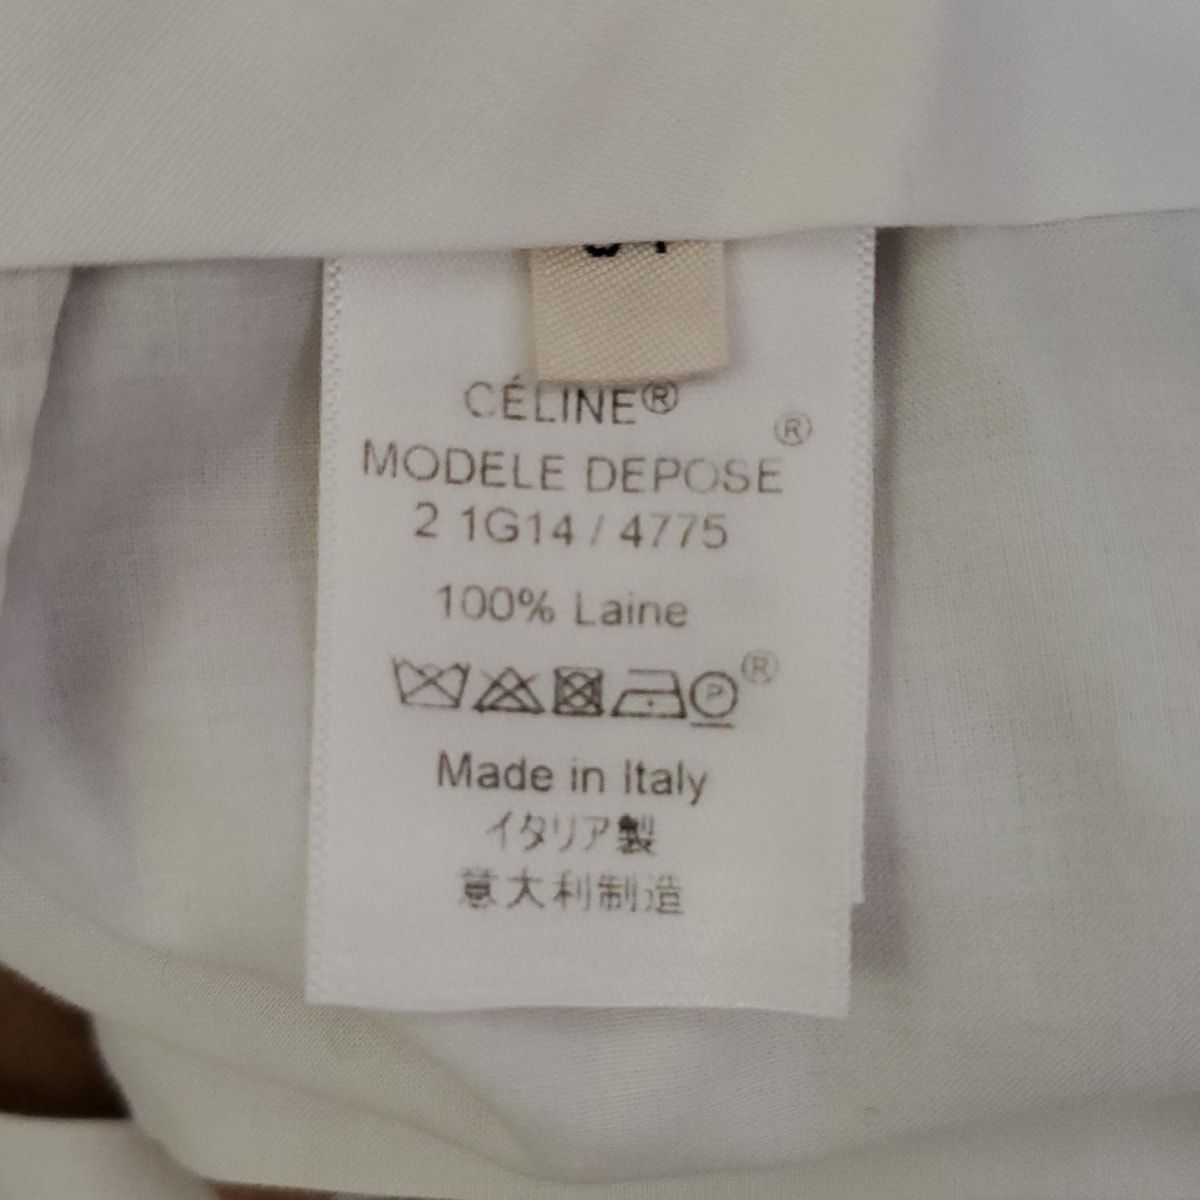 CÉLINE®
MODELE DEPOSE®
2 1G14 / 4775
100% Laine
P ®
Made in Italy
イタリア製
意大利制造